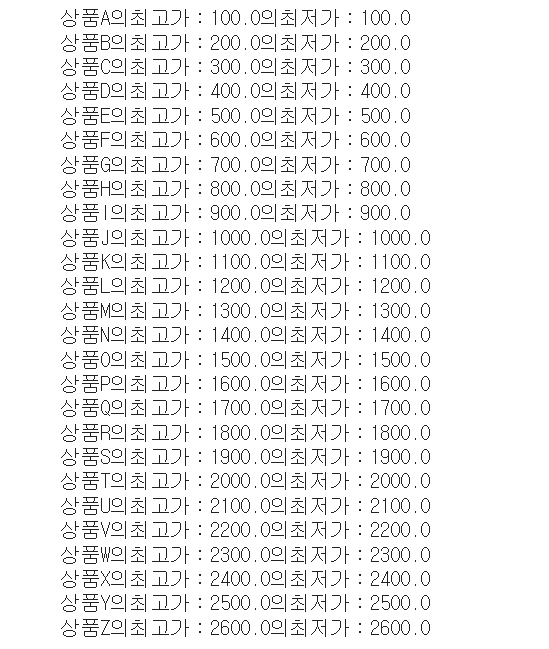 상품A의최고가 : 100.0의최저가 : 100.0
상품B의최고가 : 200.0의최저가 : 200.0
상품C의최고가 : 300.0의최저가 : 300.0
상품D의최고가 : 400.0의최저가 : 400.0
상품E의최고가 : 500.0의최저가 : 500.0
상품F의최고가 : 600.0의최저가 : 600.0
상품G의최고가 : 700.0의최저가 : 700.0
상품H의최고가 : 800.0의최저가 : 800.0
상품I의최고가 : 900.0의최저가 : 900.0
상품J의최고가 : 1000.0의최저가 : 1000.0
상품K의최고가 : 1100.0의최저가 : 1100.0
상품L의최고가 : 1200.0의최저가 : 1200.0
상품M의최고가 : 1300.0의최저가 : 1300.0
상품N의최고가 : 1400.0의최저가 : 1400.0
상품O의최고가 : 1500.0의최저가 : 1500.0
상품P의최고가 : 1600.0의최저가 : 1600.0
상품Q의최고가 : 1700.0의최저가 : 1700.0
상품R의최고가 : 1800.0의최저가 : 1800.0
상품S의최고가 : 1900.0의최저가 : 1900.0
상품T의최고가 : 2000.0의최저가 : 2000.0
상품U의최고가 : 2100.0의최저가 : 2100.0
상품V의최고가 : 2200.0의최저가 : 2200.0
상품W의최고가 : 2300.0의최저가 : 2300.0
상품X의최고가 : 2400.0의최저가 : 2400.0
상품Y의최고가 : 2500.0의최저가 : 2500.0
상품Z의최고가 : 2600.0의최저가 : 2600.0